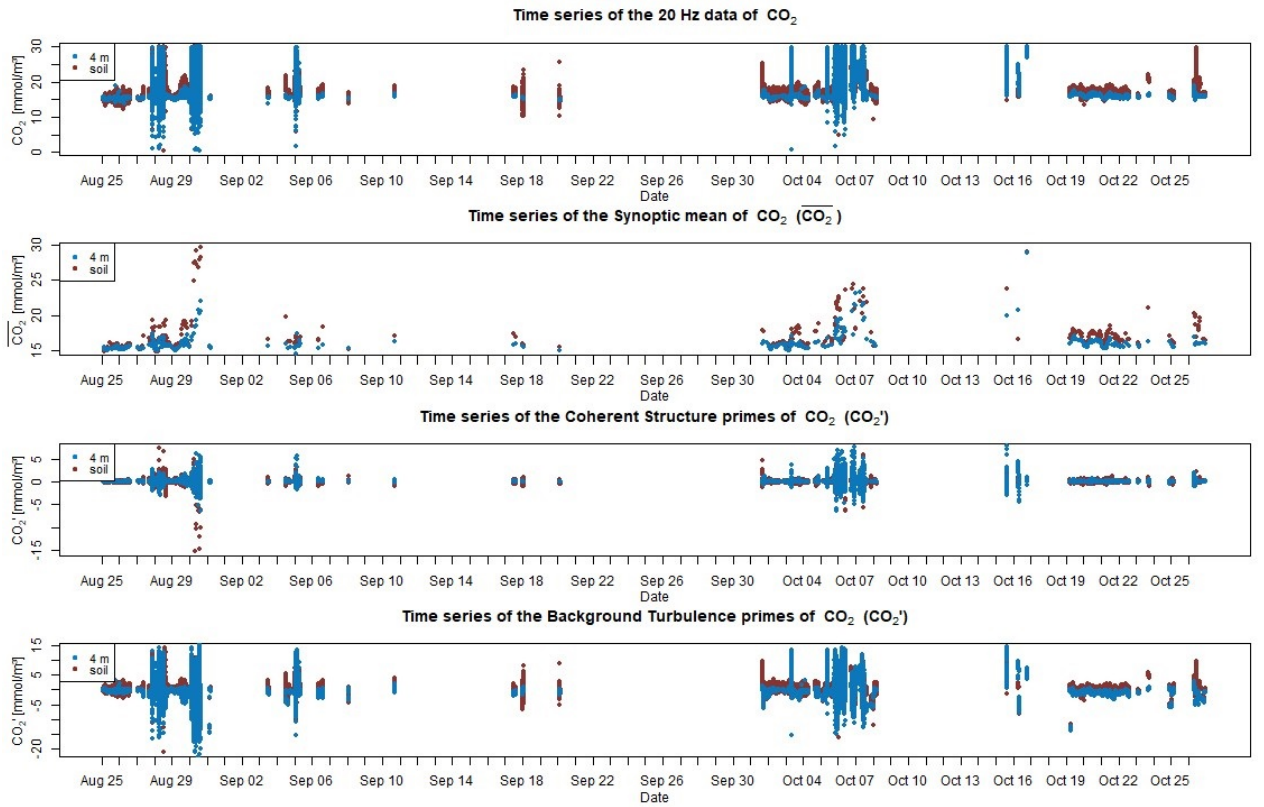 Time series of the 20 Hz data of CO₂
CO₂ [mmol/m³]
0 10 20 30
4 m
soil
Aug 25 Aug 29 Sep 02 Sep 06 Sep 10 Sep 14 Sep 18 Sep 22 Sep 26 Sep 30 Oct 04 Oct 07 Oct 10 Oct 13 Oct 16 Oct 19 Oct 22 Oct 25
Date
Time series of the Synoptic mean of CO₂ (C̅O̅₂̅)
C̅O̅₂̅ [mmol/m³]
15 20 25 30
4 m
soil
Aug 25 Aug 29 Sep 02 Sep 06 Sep 10 Sep 14 Sep 18 Sep 22 Sep 26 Sep 30 Oct 04 Oct 07 Oct 10 Oct 13 Oct 16 Oct 19 Oct 22 Oct 25
Date
Time series of the Coherent Structure primes of CO₂ (CO₂')
CO₂' [mmol/m³]
-15 -5 0 5
4 m
soil
Aug 25 Aug 29 Sep 02 Sep 06 Sep 10 Sep 14 Sep 18 Sep 22 Sep 26 Sep 30 Oct 04 Oct 07 Oct 10 Oct 13 Oct 16 Oct 19 Oct 22 Oct 25
Date
Time series of the Background Turbulence primes of CO₂ (CO₂')
CO₂' [mmol/m³]
-20 -5 5 15
4 m
soil
Aug 25 Aug 29 Sep 02 Sep 06 Sep 10 Sep 14 Sep 18 Sep 22 Sep 26 Sep 30 Oct 04 Oct 07 Oct 10 Oct 13 Oct 16 Oct 19 Oct 22 Oct 25
Date